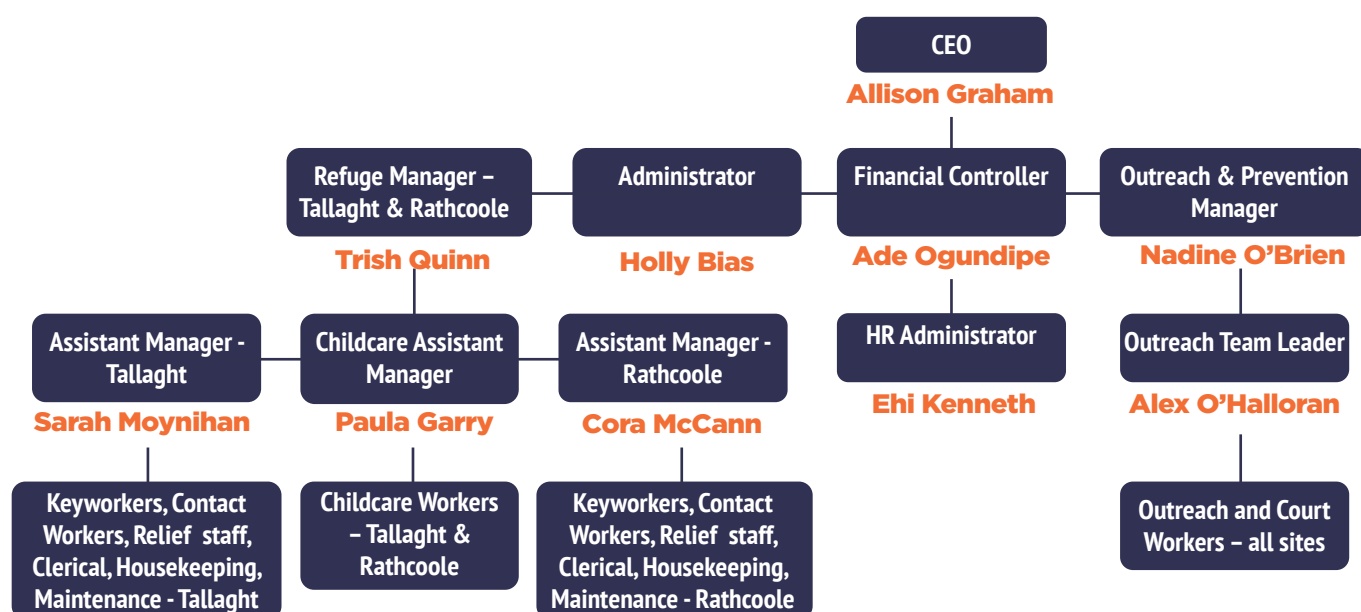 CEO
Allison Graham
Refuge Manager –
Tallaght & Rathcoole
Trish Quinn
Administrator
Holly Bias
Financial Controller
Ade Ogundipe
Outreach & Prevention
Manager
Nadine O’Brien
Assistant Manager -
Tallaght
Sarah Moynihan
Childcare Assistant
Manager
Paula Garry
Assistant Manager -
Rathcoole
Cora McCann
HR Administrator
Ehi Kenneth
Outreach Team Leader
Alex O’Halloran
Keyworkers, Contact
Workers, Relief staff,
Clerical, Housekeeping,
Maintenance - Tallaght
Childcare Workers
– Tallaght &
Rathcoole
Keyworkers, Contact
Workers, Relief staff,
Clerical, Housekeeping,
Maintenance - Rathcoole
Outreach and Court
Workers – all sites